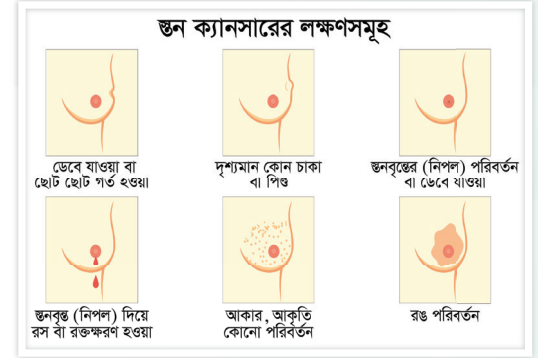 স্তন ক্যানসারের লক্ষণসমূহ
ডেবে যাওয়া বা
ছোট ছোট গর্ত হওয়া
দৃশ্যমান কোন চাকা
বা পিণ্ড
স্তনবৃন্তের (নিপল) পরিবর্তন
বা ডেবে যাওয়া
স্তনবৃন্ত (নিপল) দিয়ে
রস বা রক্তক্ষরণ হওয়া
আকার, আকৃতি
কোনো পরিবর্তন
রঙ পরিবর্তন